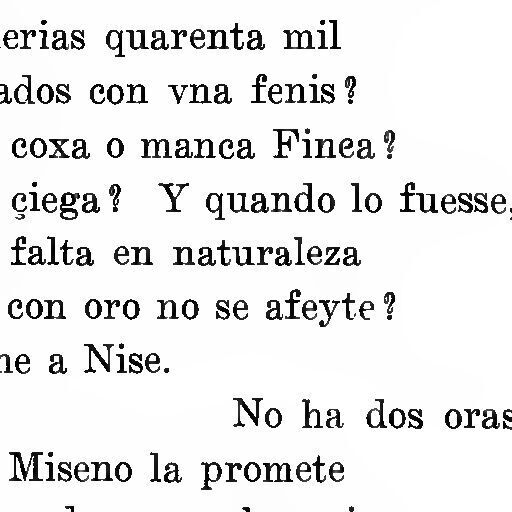 erias quarenta mil
ados con vna fenis?
coxa o manca Finea?
çiega? Y quando lo fuesse,
falta en naturaleza
con oro no se afeyte?
ne a Nise.
No ha dos oras
Miseno la promete